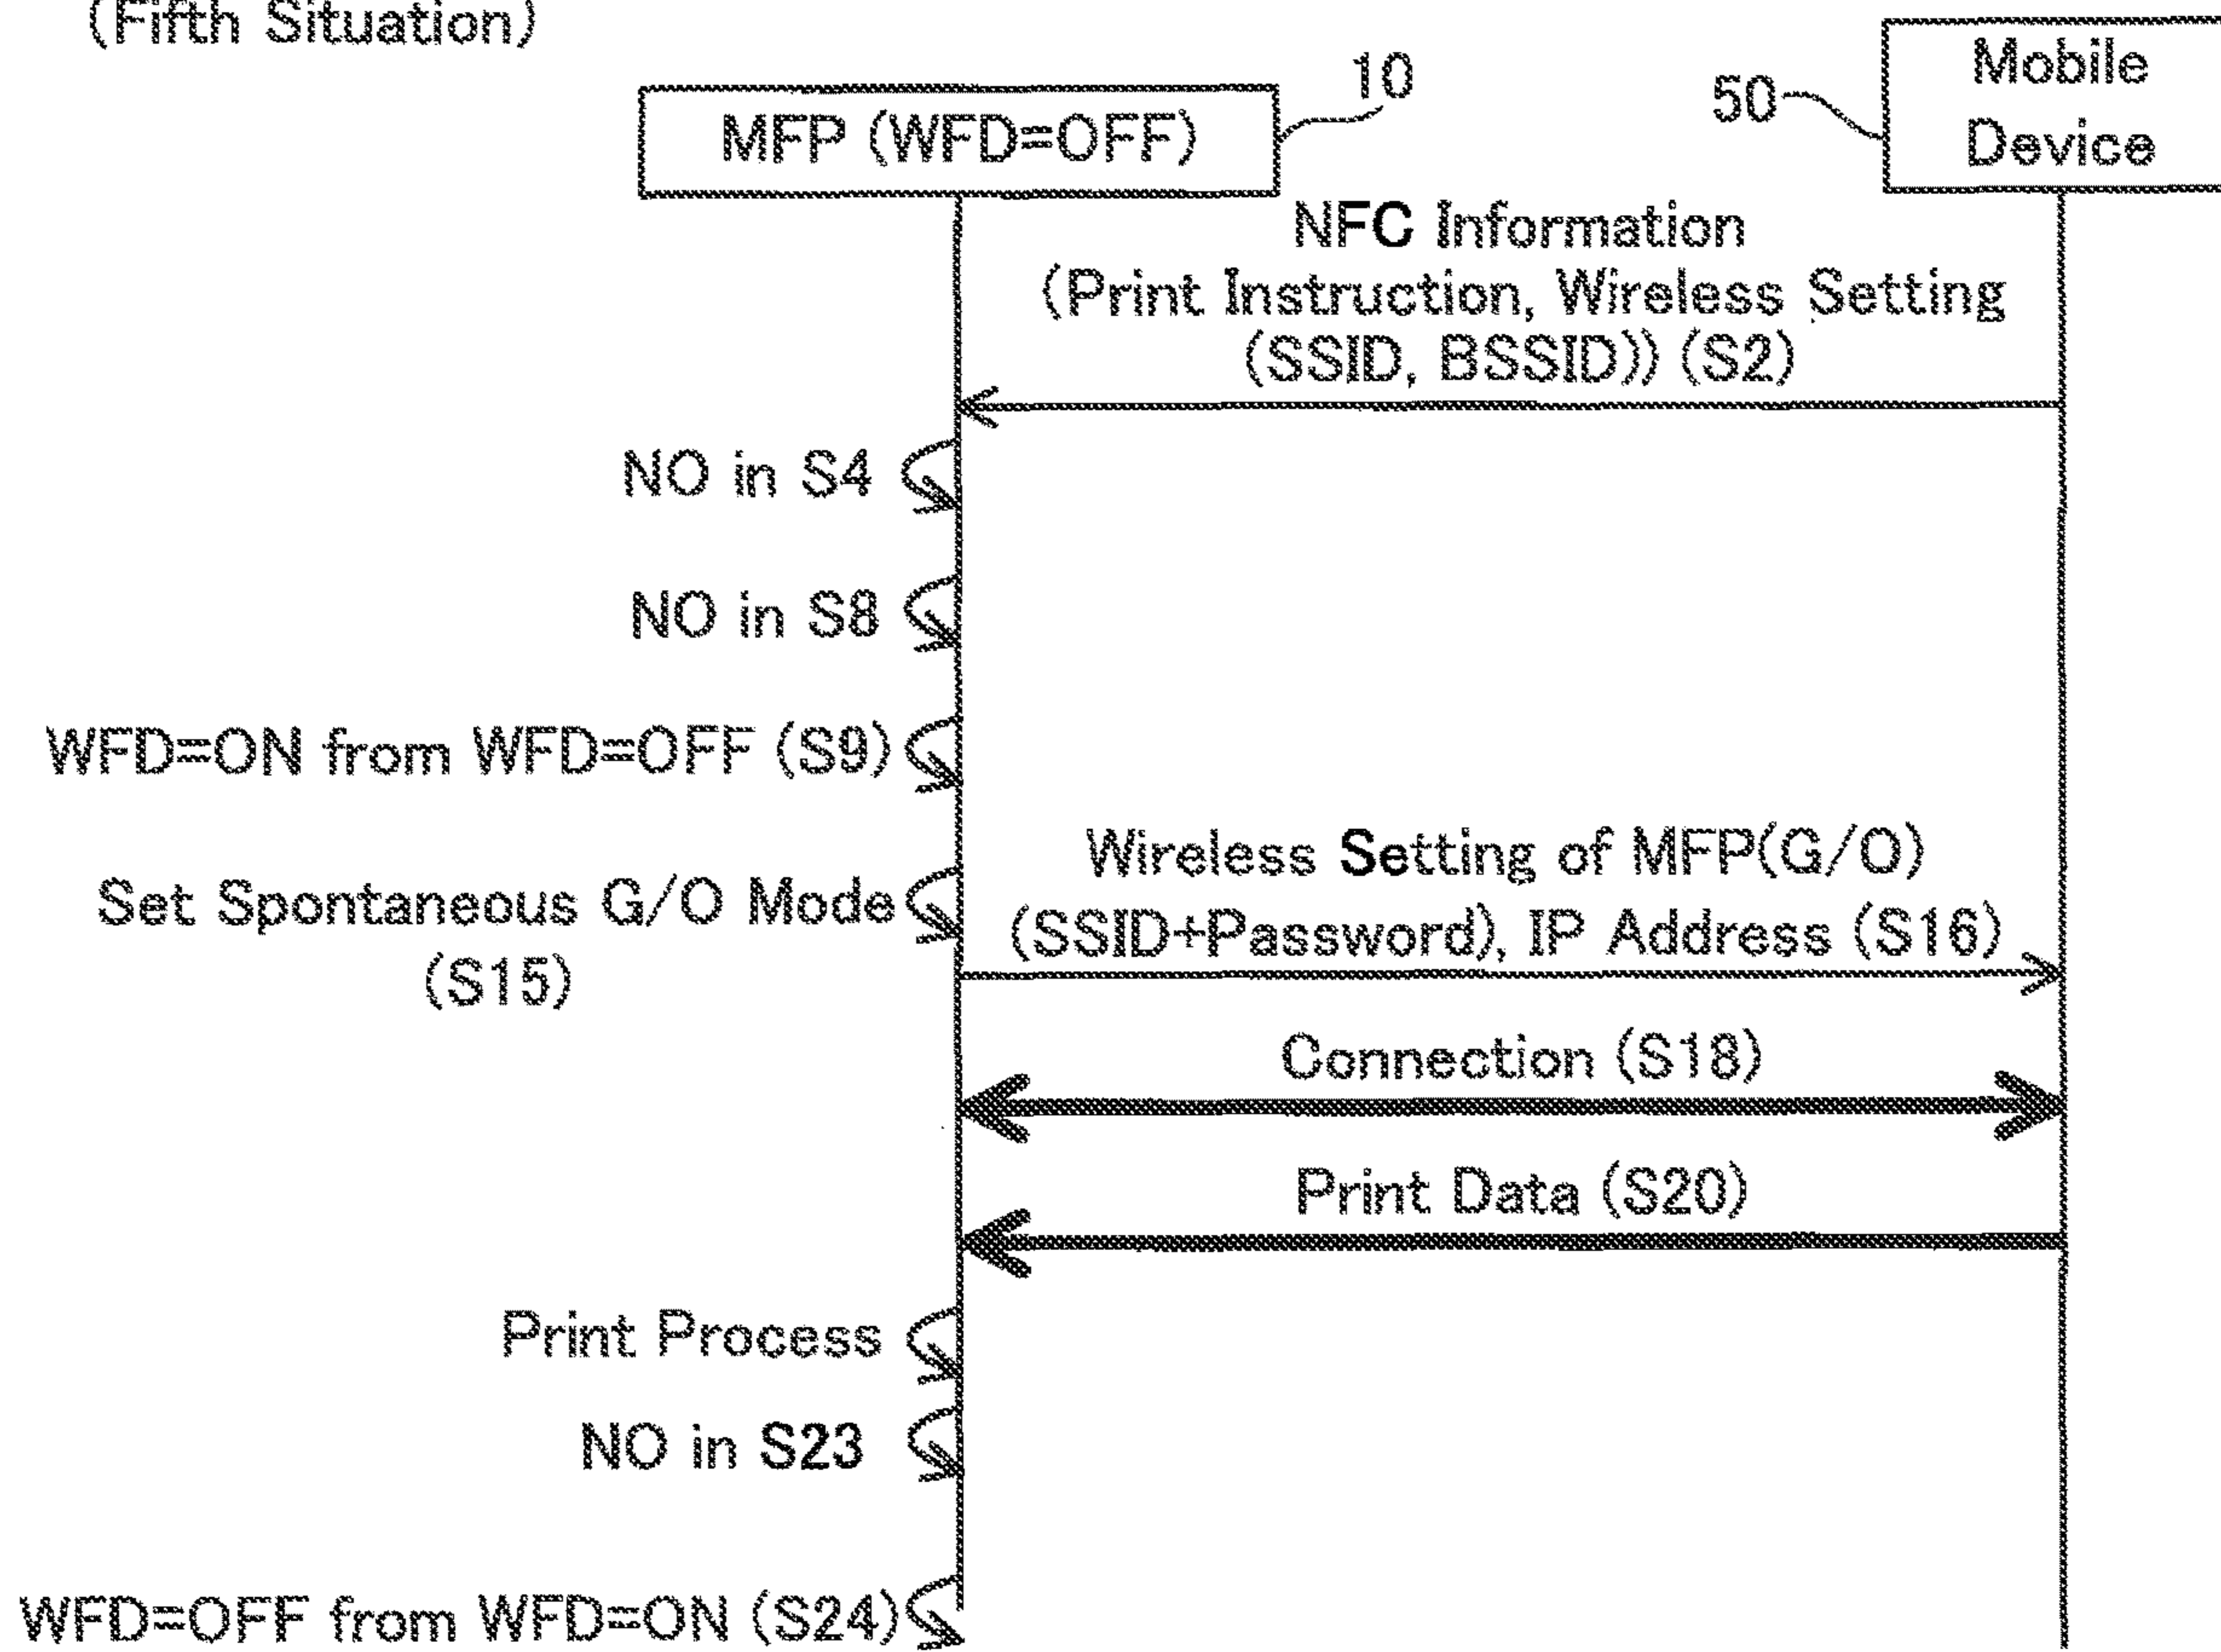 (Fifth Situation)
10
MFP (WFD=OFF)
50
Mobile
Device
NFC Information
(Print Instruction, Wireless Setting
(SSID, BSSID)) (S2)
NO in S4
NO in S8
WFD=ON from WFD=OFF (S9)
Set Spontaneous G/O Mode
(S15)
Wireless Setting of MFP(G/O)
(SSID+Password), IP Address (S16)
Connection (S18)
Print Data (S20)
Print Process
NO in S23
WFD=OFF from WFD=ON (S24)